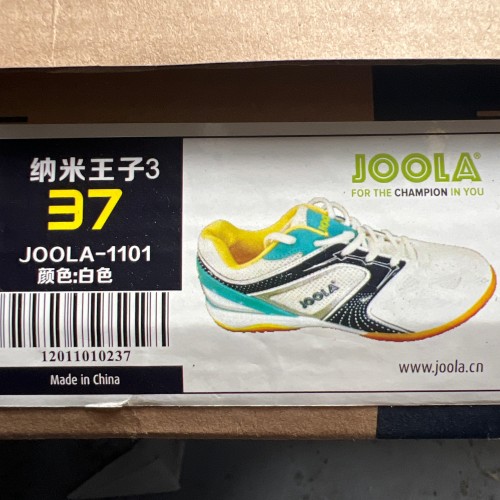 纳米王子3
37
JOOLA-1101
颜色:白色
12011010237
Made in China
JOOLA®
FOR THE CHAMPION IN YOU
JOOLA
www.joola.cn